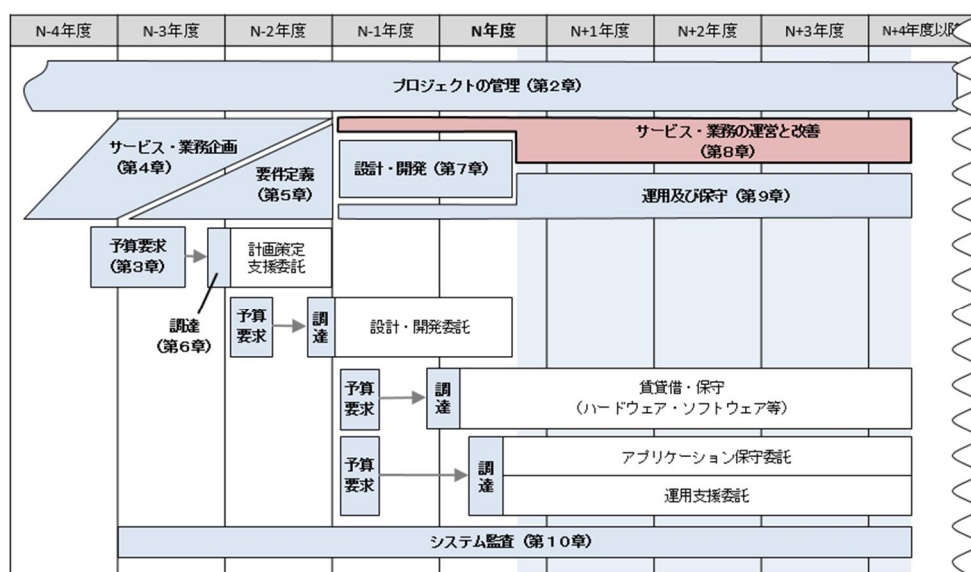 N-4年度
N-3年度
N-2年度
N-1年度
N年度
N+1年度
N+2年度
N+3年度
N+4年度以降
プロジェクトの管理（第２章）
サービス・業務企画
（第４章）
要件定義
（第５章）
サービス・業務の運営と改善
（第８章）
設計・開発（第７章）
運用及び保守（第９章）
予算要求
（第３章）
計画策定
支援委託
調達
（第６章）
予算
要求
調
達
設計・開発委託
予算
要求
調
達
賃貸借・保守
（ハードウェア・ソフトウェア等）
予算
要求
調
達
アプリケーション保守委託
運用支援委託
システム監査（第１０章）